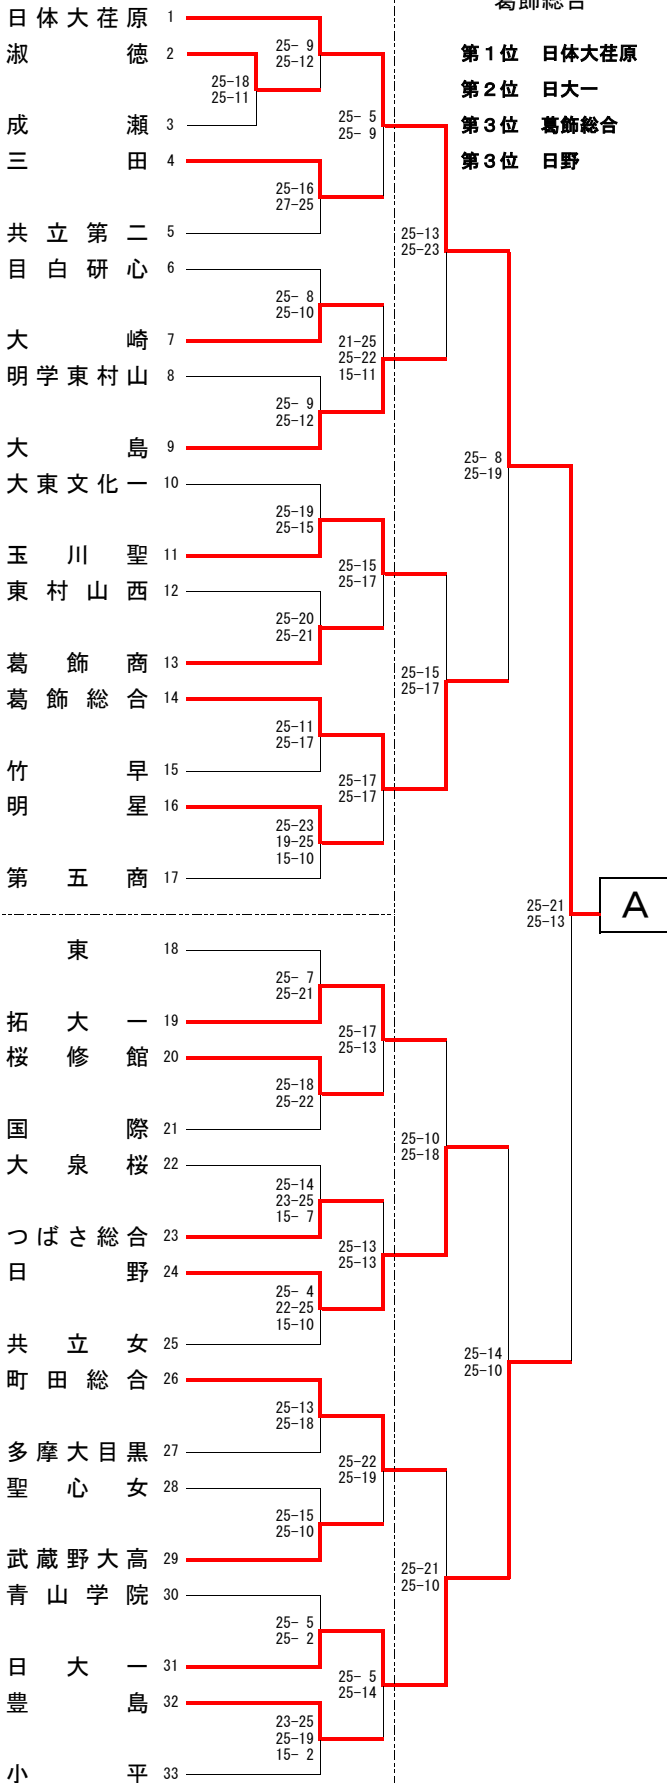 葛飾総合
第1位 日体大荏原
第2位 日大一
第3位 葛飾総合
第3位 日野
日体大荏原 1
淑徳 2
25- 9
25-12
25-18
25-11
成瀬 3
25- 5
25- 9
三田 4
25-16
27-25
共立第二 5
25-13
25-23
目白研心 6
25- 8
25-10
大崎 7
21-25
25-22
15-11
明学東村山 8
25- 9
25-12
大島 9
25- 8
25-19
大東文化一 10
25-19
25-15
玉川聖 11
25-15
25-17
東村山西 12
25-20
25-21
葛飾商 13
25-15
25-17
葛飾総合 14
25-11
25-17
竹早 15
25-17
25-17
明星 16
25-23
19-25
15-10
第五商 17
25-21
25-13
A
東 18
25- 7
25-21
拓大一 19
25-17
25-13
桜修館 20
25-18
25-22
国際 21
25-10
25-18
大泉桜 22
25-14
23-25
15- 7
つばさ総合 23
25-13
25-13
日野 24
25- 4
22-25
15-10
共立女 25
25-14
25-10
町田総合 26
25-13
25-18
多摩大目黒 27
25-22
25-19
聖心女 28
25-15
25-10
武蔵野大高 29
25-21
25-10
青山学院 30
25- 5
25- 2
日大一 31
25- 5
25-14
豊島 32
23-25
25-19
15- 2
小平 33